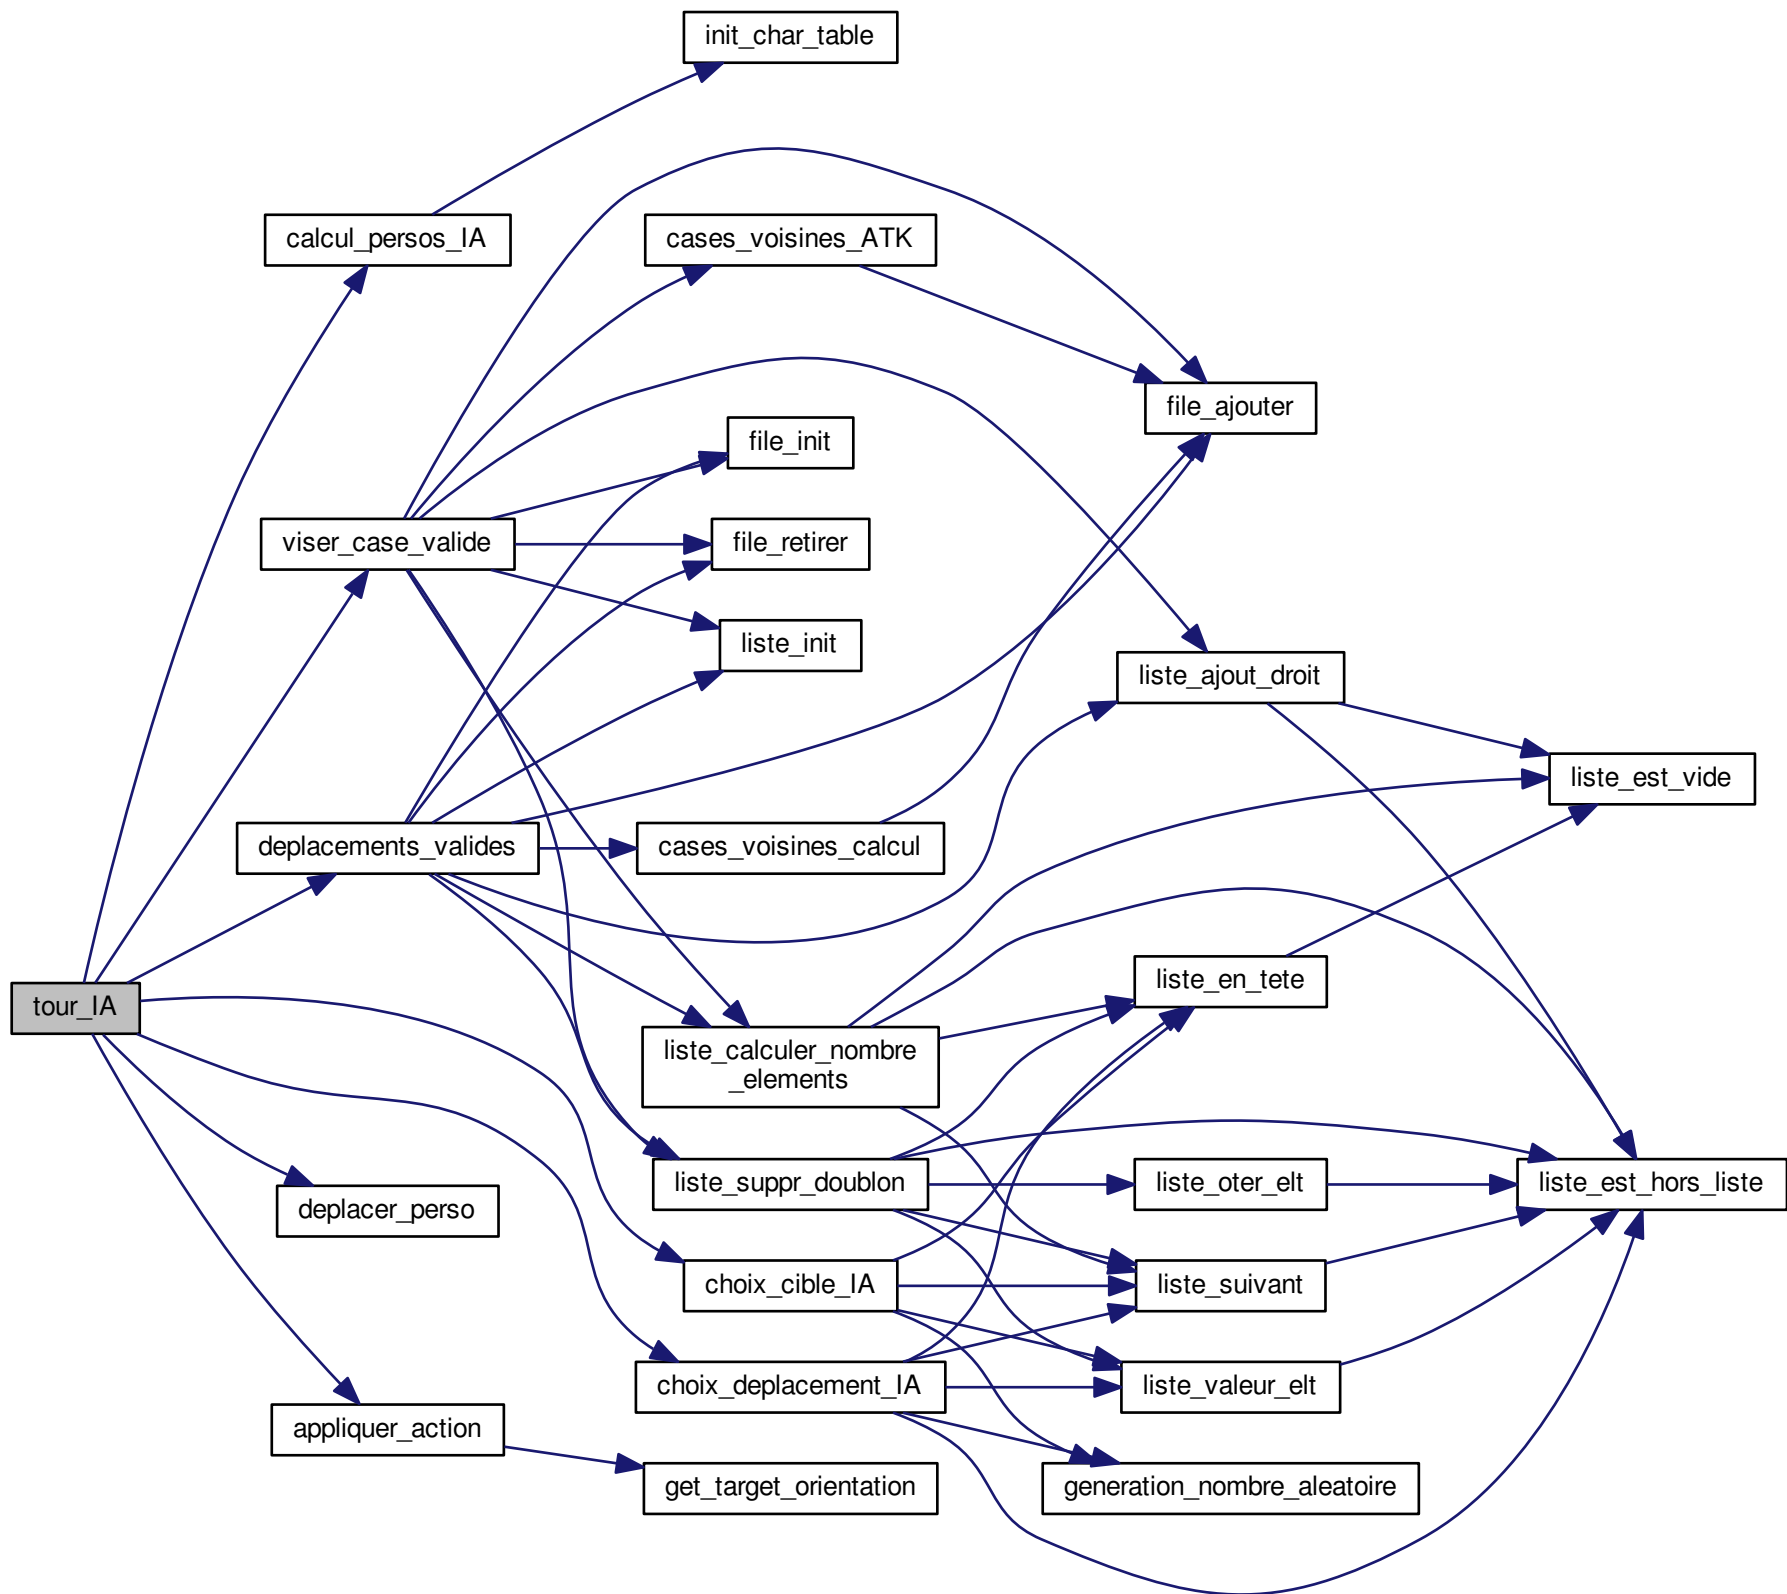 init_char_table
calcul_persos_IA
cases_voisines_ATK
file_ajouter
file_init
viser_case_valide
file_retirer
liste_init
liste_ajout_droit
liste_est_vide
deplacements_valides
cases_voisines_calcul
tour_IA
liste_en_tete
liste_calculer_nombre
_elements
liste_suppr_doublon
liste_oter_elt
liste_est_hors_liste
deplacer_perso
choix_cible_IA
liste_suivant
choix_deplacement_IA
liste_valeur_elt
appliquer_action
get_target_orientation
generation_nombre_aleatoire